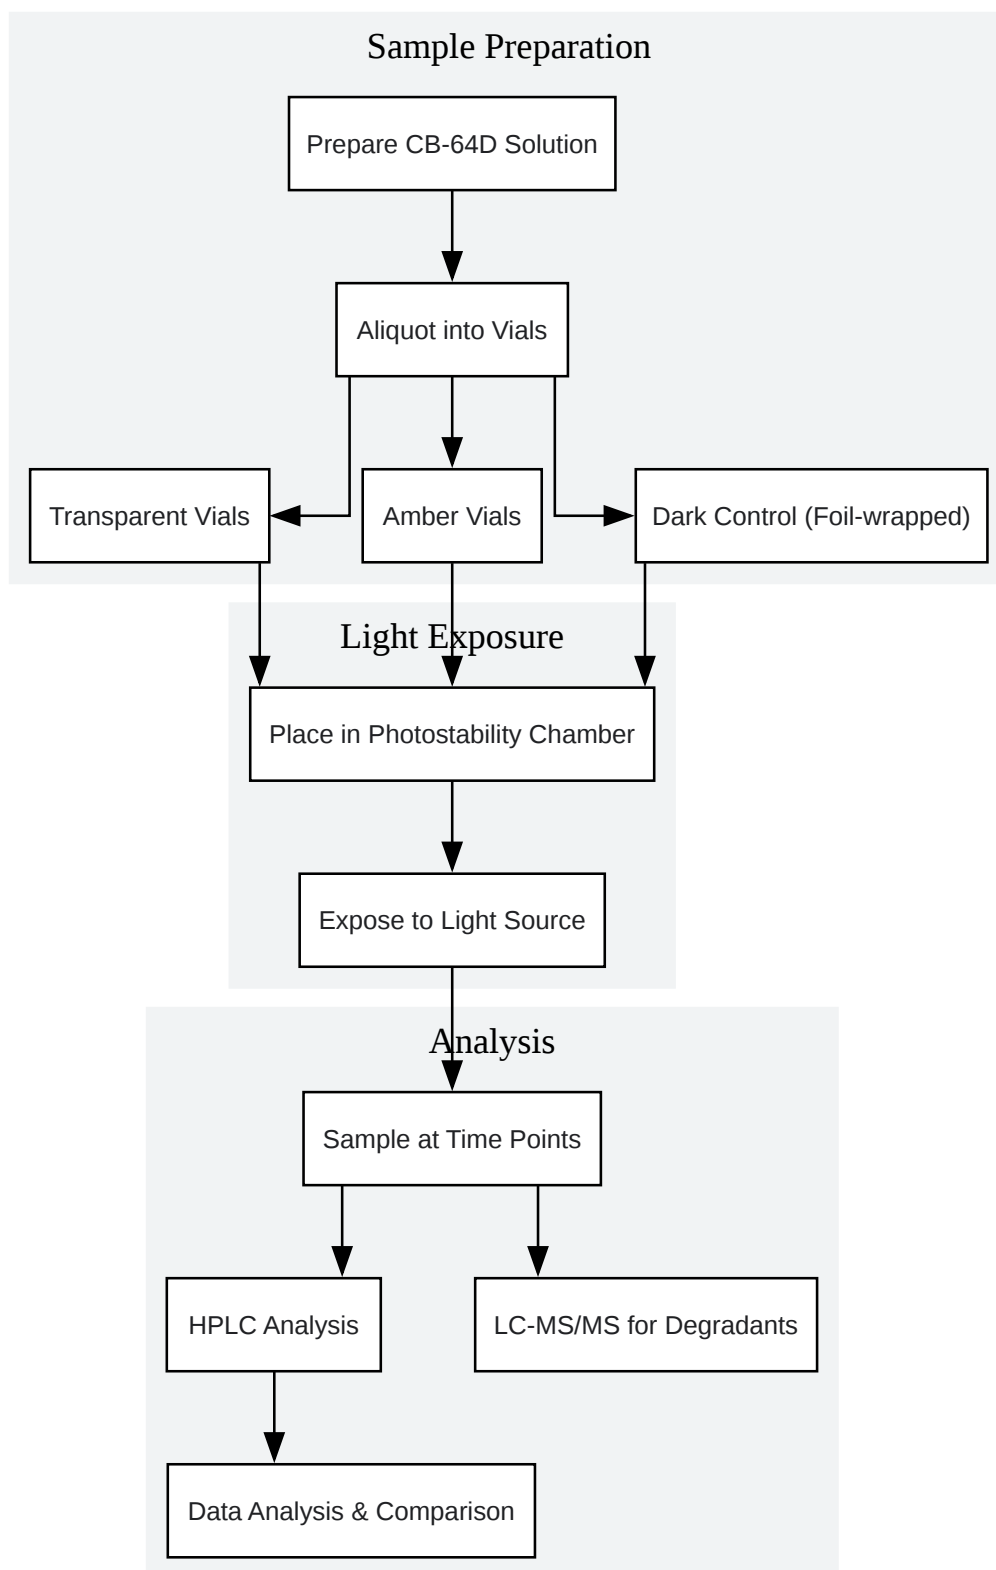 Sample Preparation
Prepare CB-64D Solution
Aliquot into Vials
Transparent Vials
Amber Vials
Dark Control (Foil-wrapped)
Light Exposure
Place in Photostability Chamber
Expose to Light Source
Analysis
Sample at Time Points
HPLC Analysis
LC-MS/MS for Degradants
Data Analysis & Comparison